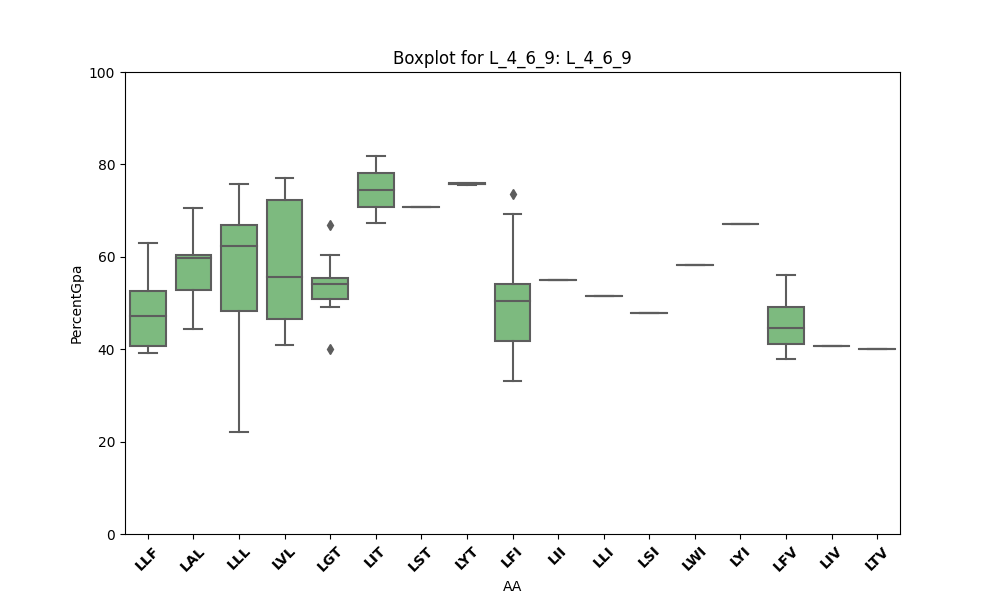 Boxplot for L_4_6_9: L_4_6_9
PercentGpa
100
80
60
40
20
0
LLF LAL LLL LVL LGT LIT LST LYT LFI LII LLI LSI LWI LYI LFV LIV LTV
AA